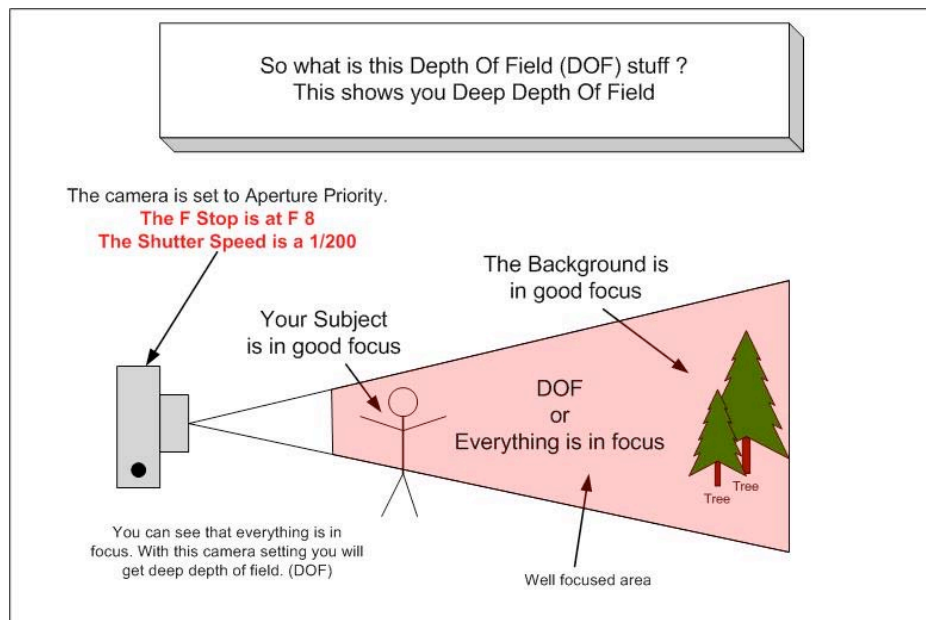 So what is this Depth Of Field (DOF) stuff ?
This shows you Deep Depth Of Field
The camera is set to Aperture Priority.
The F Stop is at F 8
The Shutter Speed is a 1/200
The Background is
in good focus
Your Subject
is in good focus
DOF
or
Everything is in focus
Tree
Tree
You can see that everything is in
focus. With this camera setting you will
get deep depth of field. (DOF)
Well focused area